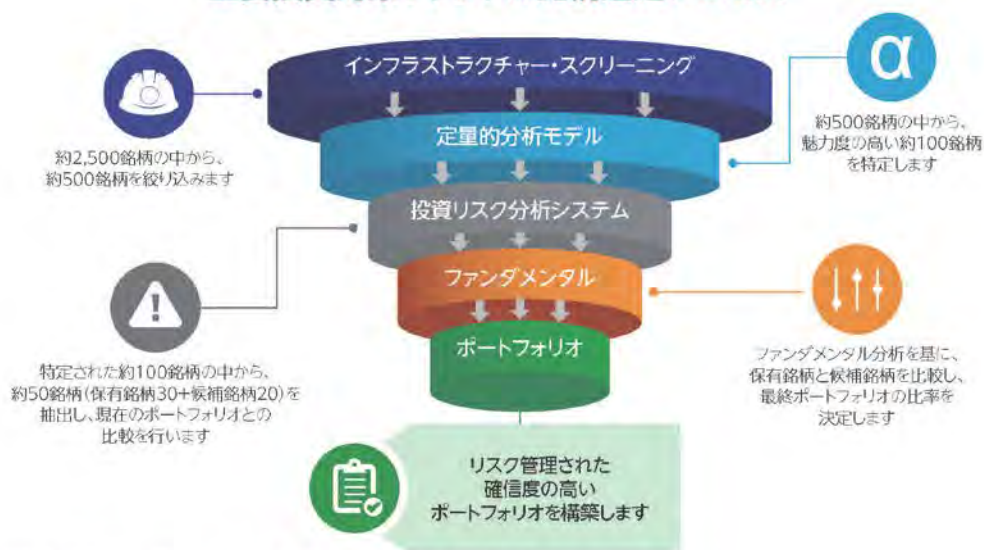 インフラストラクチャー・スクリーニング
約2,500銘柄の中から、
約500銘柄を絞り込みます
定量的分析モデル
α
約500銘柄の中から、
魅力度の高い約100銘柄
を特定します
投資リスク分析システム
特定された約100銘柄の中から、
約50銘柄(保有銘柄30+候補銘柄20)を
抽出し、現在のポートフォリオとの
比較を行います
ファンダメンタル
ファンダメンタル分析を基に、
保有銘柄と候補銘柄を比較し、
最終ポートフォリオの比率を
決定します
ポートフォリオ
リスク管理された
確信度の高い
ポートフォリオを構築します